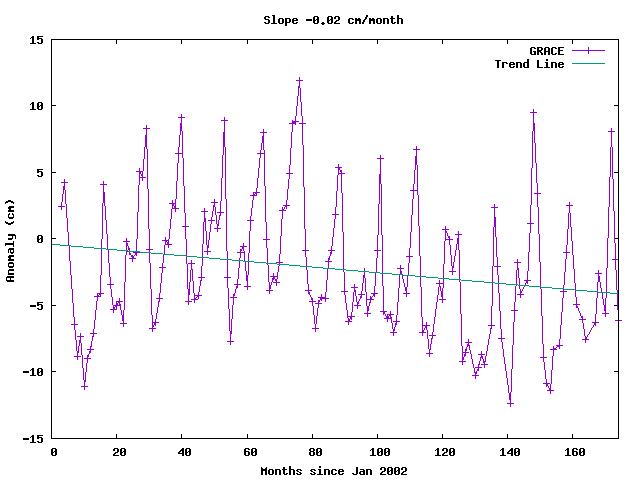 Slope -0.02 cm/month
GRACE
Trend Line
15
10
5
0
-5
-10
-15
Anomaly (cm)
0 20 40 60 80 100 120 140 160
Months since Jan 2002